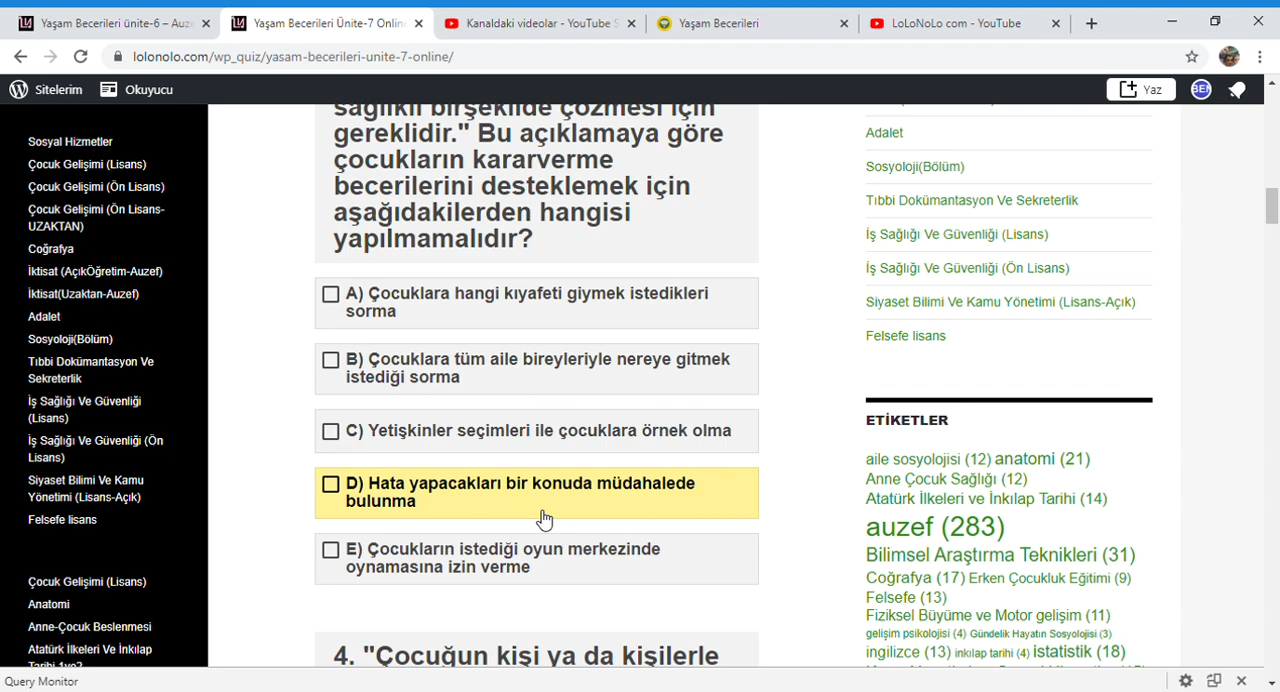 Yaşam Becerileri ünite-6 – Auze
Yaşam Becerileri Ünite-7 Onlin
Kanaldaki videolar - YouTube S
Yaşam Becerileri
LoLoNoLo com - YouTube
lolonolo.com/wp_quiz/yasam-becerileri-unite-7-online/
Sitelerim
Okuyucu
Yaz
BEN
Sosyal Hizmetler
Çocuk Gelişimi (Lisans)
Çocuk Gelişimi (Ön Lisans)
Çocuk Gelişimi (Ön Lisans-
UZAKTAN)
Coğrafya
İktisat (AçıkÖğretim-Auzef)
İktisat(Uzaktan-Auzef)
Adalet
Sosyoloji(Bölüm)
Tıbbi Dokümantasyon Ve
Sekreterlik
İş Sağlığı Ve Güvenliği
(Lisans)
İş Sağlığı Ve Güvenliği (Ön
Lisans)
Siyaset Bilimi Ve Kamu
Yönetimi (Lisans-Açık)
Felsefe lisans
Çocuk Gelişimi (Lisans)
Anatomi
Anne-Çocuk Beslenmesi
Atatürk İlkeleri Ve İnkılap
Tarihi 1ve2
sağlıklı birşekilde çözmesi için
gereklidir." Bu açıklamaya göre
çocukların kararverme
becerilerini desteklemek için
aşağıdakilerden hangisi
yapılmamalıdır?
A) Çocuklara hangi kıyafeti giymek istedikleri
sorma
B) Çocuklara tüm aile bireyleriyle nereye gitmek
istediği sorma
C) Yetişkinler seçimleri ile çocuklara örnek olma
D) Hata yapacakları bir konuda müdahalede
bulunma
E) Çocukların istediği oyun merkezinde
oynamasına izin verme
4. "Çocuğun kişi ya da kişilerle
Adalet
Sosyoloji(Bölüm)
Tıbbi Dokümantasyon Ve Sekreterlik
İş Sağlığı Ve Güvenliği (Lisans)
İş Sağlığı Ve Güvenliği (Ön Lisans)
Siyaset Bilimi Ve Kamu Yönetimi (Lisans-Açık)
Felsefe lisans
ETİKETLER
aile sosyolojisi (12) anatomi (21)
Anne Çocuk Sağlığı (12)
Atatürk İlkeleri ve İnkılap Tarihi (14)
auzef (283)
Bilimsel Araştırma Teknikleri (31)
Coğrafya (17) Erken Çocukluk Eğitimi (9)
Felsefe (13)
Fiziksel Büyüme ve Motor gelişim (11)
gelişim psikolojisi (4) Gündelik Hayatın Sosyolojisi (3)
ingilizce (13) inkılap tarihi (4) istatistik (18)
Query Monitor